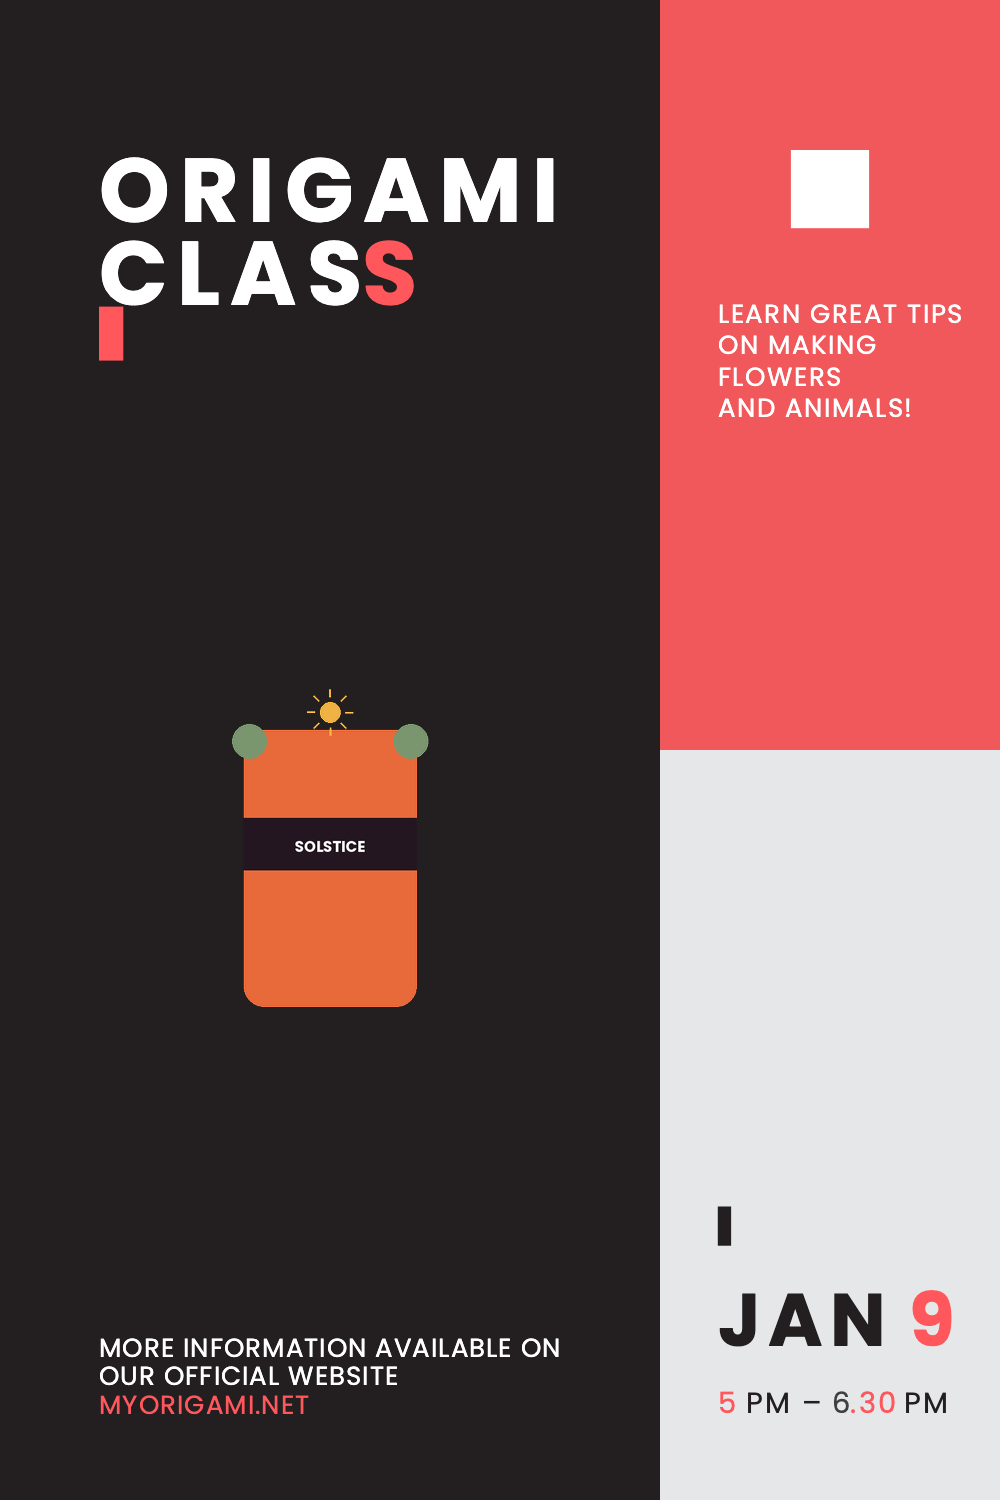 ORIGAMI
CLASS
LEARN GREAT TIPS
ON MAKING
FLOWERS
AND ANIMALS!
SOLSTICE
MORE INFORMATION AVAILABLE ON
OUR OFFICIAL WEBSITE
MYORIGAMI.NET
JAN 9
5 PM – 6.30 PM